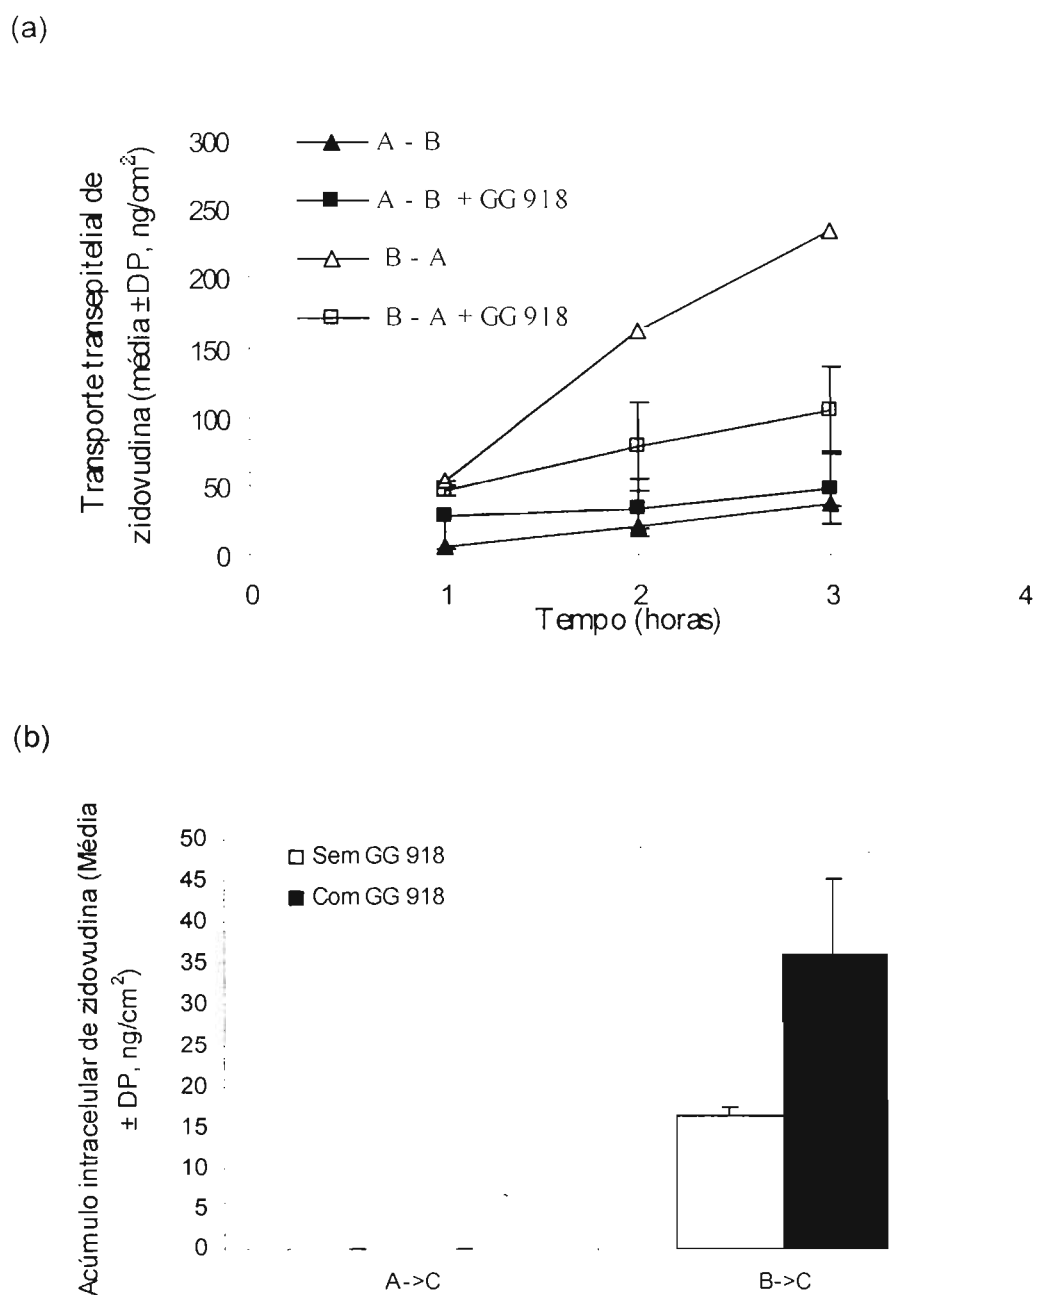 (a)
Transporte transepitelial de
zidovudina (média ± DP, ng/cm²)
300
250
200
150
100
50
0
A - B
A - B + GG 918
B - A
B - A + GG 918
0 1 2 3 4
Tempo (horas)
(b)
Acúmulo intracelular de zidovudina (Média
± DP, ng/cm²)
50
45
40
35
30
25
20
15
10
5
0
Sem GG 918
Com GG 918
A->C B->C